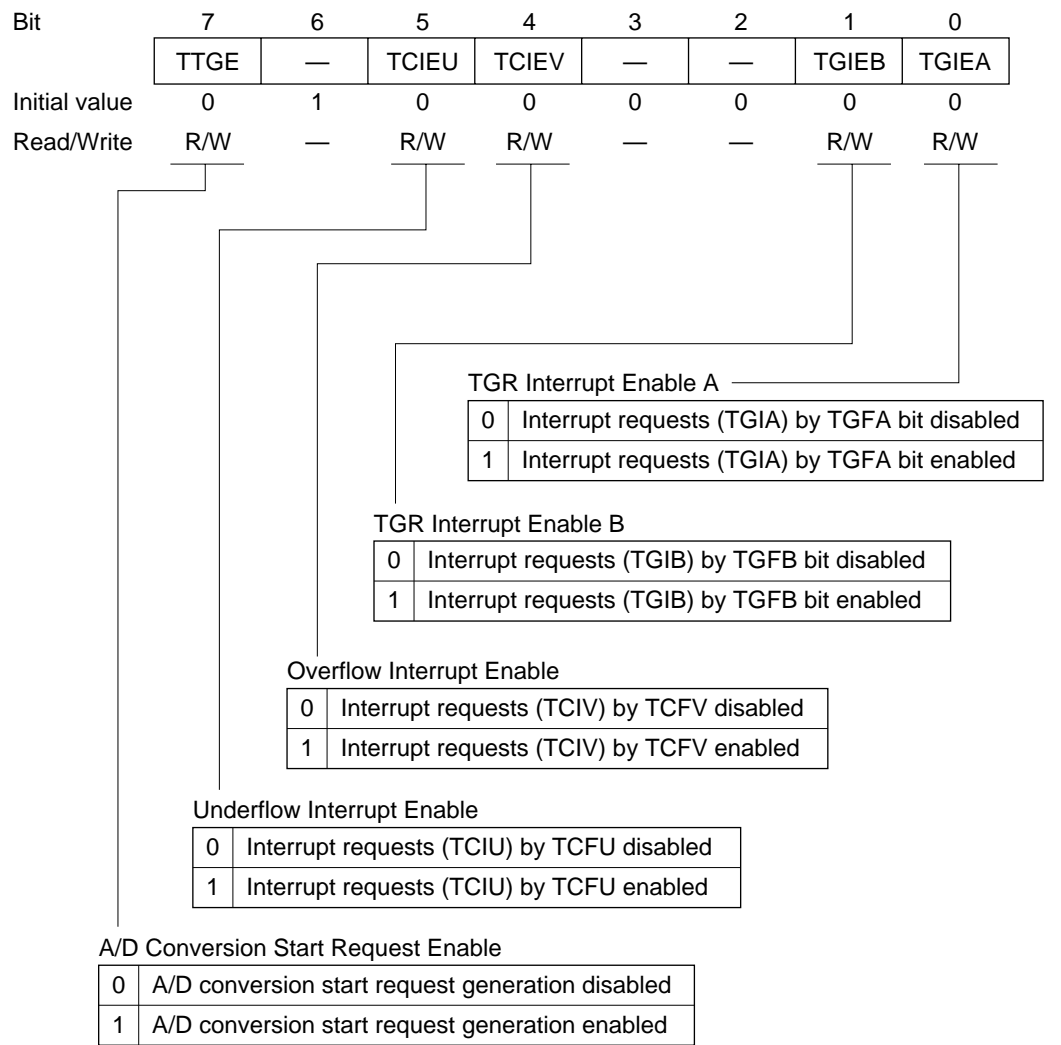 Bit 7 6 5 4 3 2 1 0
TTGE — TCIEU TCIEV — — TGIEB TGIEA
Initial value 0 1 0 0 0 0 0 0
Read/Write R/W — R/W R/W — — R/W R/W
TGR Interrupt Enable A
0 Interrupt requests (TGIA) by TGFA bit disabled
1 Interrupt requests (TGIA) by TGFA bit enabled
TGR Interrupt Enable B
0 Interrupt requests (TGIB) by TGFB bit disabled
1 Interrupt requests (TGIB) by TGFB bit enabled
Overflow Interrupt Enable
0 Interrupt requests (TCIV) by TCFV disabled
1 Interrupt requests (TCIV) by TCFV enabled
Underflow Interrupt Enable
0 Interrupt requests (TCIU) by TCFU disabled
1 Interrupt requests (TCIU) by TCFU enabled
A/D Conversion Start Request Enable
0 A/D conversion start request generation disabled
1 A/D conversion start request generation enabled